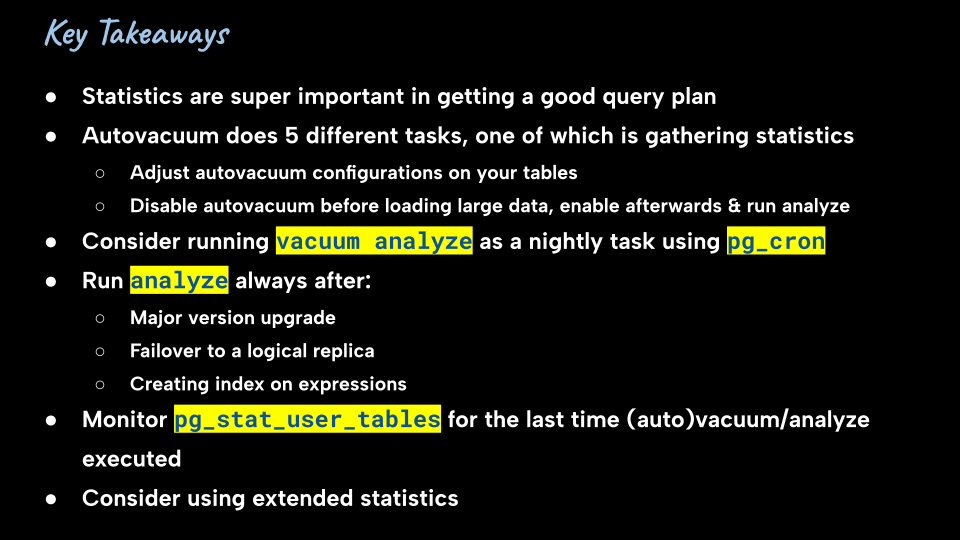 Key Takeaways
● Statistics are super important in getting a good query plan
● Autovacuum does 5 different tasks, one of which is gathering statistics
○ Adjust autovacuum configurations on your tables
○ Disable autovacuum before loading large data, enable afterwards & run analyze
● Consider running vacuum analyze as a nightly task using pg_cron
● Run analyze always after:
○ Major version upgrade
○ Failover to a logical replica
○ Creating index on expressions
● Monitor pg_stat_user_tables for the last time (auto)vacuum/analyze
executed
● Consider using extended statistics